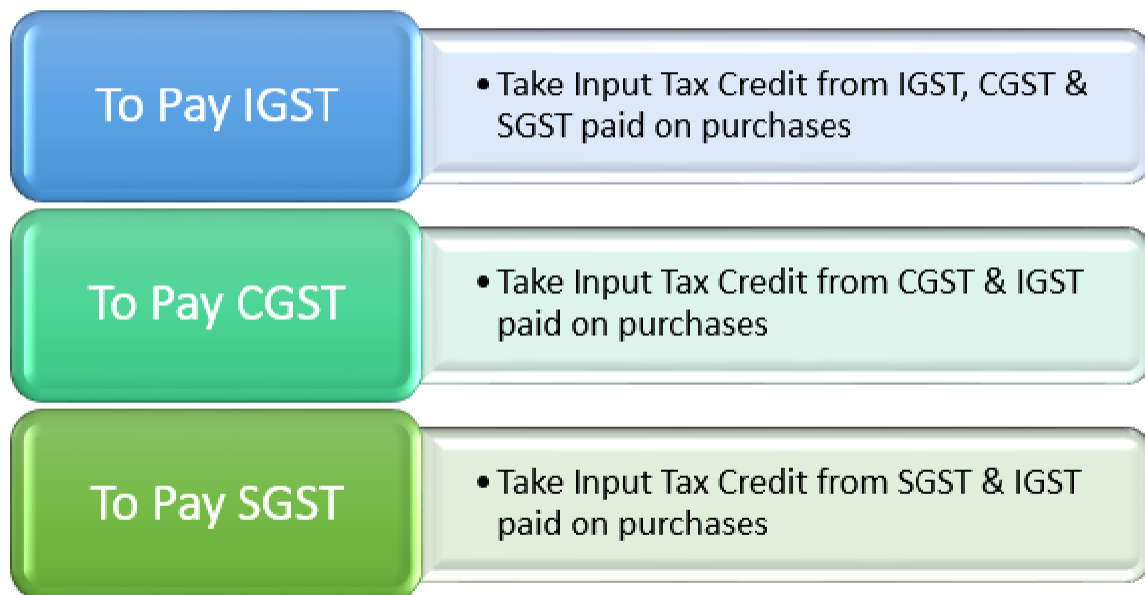 To Pay IGST
• Take Input Tax Credit from IGST, CGST &
SGST paid on purchases
To Pay CGST
• Take Input Tax Credit from CGST & IGST
paid on purchases
To Pay SGST
• Take Input Tax Credit from SGST & IGST
paid on purchases